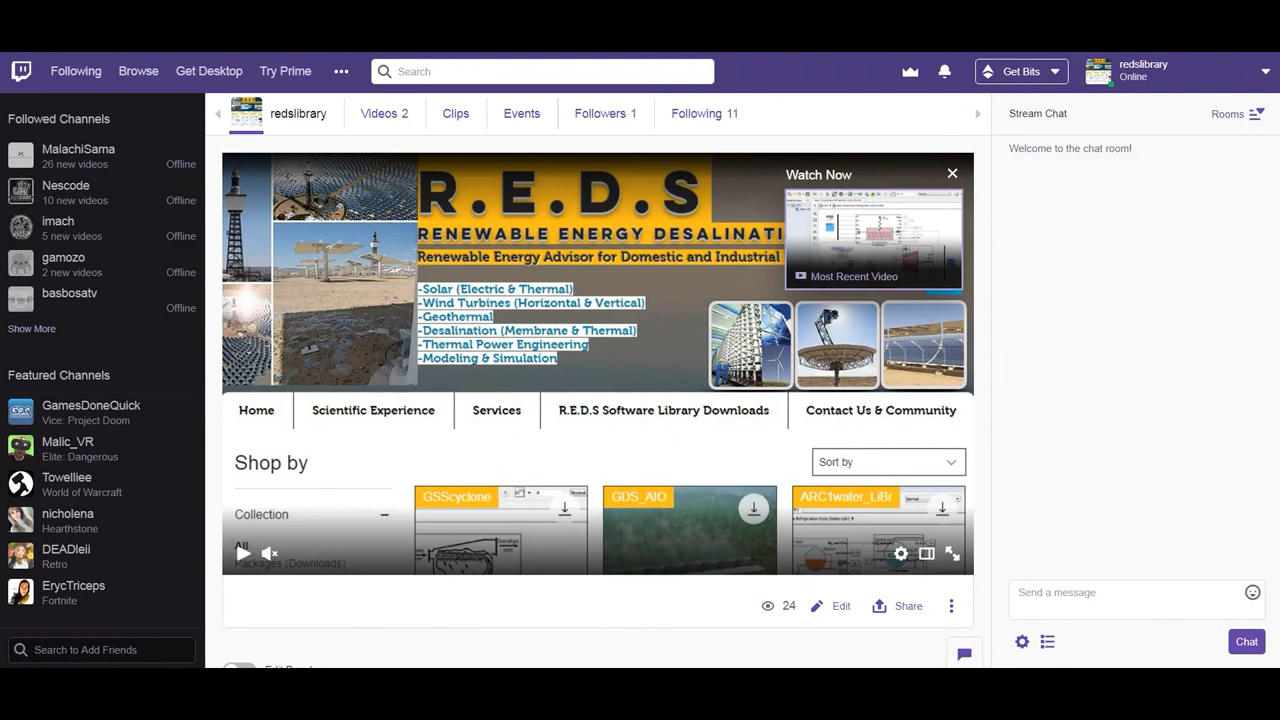 Following
Browse
Get Desktop
Try Prime
Search
Get Bits
redslibrary
Online
Followed Channels
MalachiSama
26 new videos
Offline
Nescode
10 new videos
Offline
imach
5 new videos
Offline
gamozo
2 new videos
Offline
basbosatv
Offline
Show More
Featured Channels
GamesDoneQuick
Vice: Project Doom
Malic_VR
Elite: Dangerous
Towelliee
World of Warcraft
nicholena
Hearthstone
DEADleii
Retro
ErycTriceps
Fortnite
Search to Add Friends
redslibrary
Videos 2
Clips
Events
Followers 1
Following 11
R.E.D.S
RENEWABLE ENERGY DESALINATI
Renewable Energy Advisor for Domestic and Industrial
-Solar (Electric & Thermal)
-Wind Turbines (Horizontal & Vertical)
-Geothermal
-Desalination (Membrane & Thermal)
-Thermal Power Engineering
-Modeling & Simulation
Watch Now
Most Recent Video
Home
Scientific Experience
Services
R.E.D.S Software Library Downloads
Contact Us & Community
Shop by
Sort by
Collection
All
Packages (Downloads)
GSScyclone
GDS_AIO
ARC1water_LiBr
24
Edit
Share
Stream Chat
Rooms
Welcome to the chat room!
Send a message
Chat